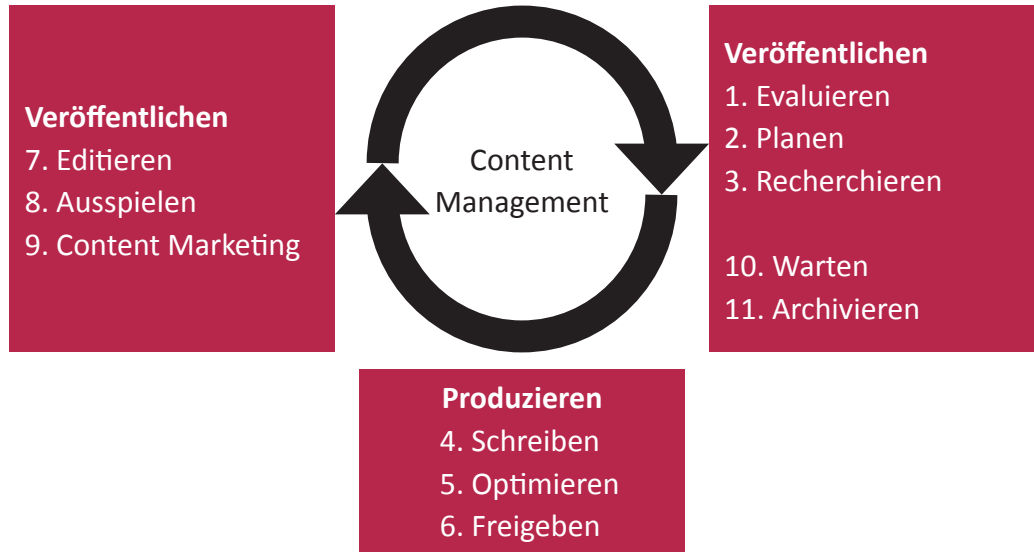 Veröffentlichen
7. Editieren
8. Ausspielen
9. Content Marketing
Content
Management
Veröffentlichen
1. Evaluieren
2. Planen
3. Recherchieren
10. Warten
11. Archivieren
Produzieren
4. Schreiben
5. Optimieren
6. Freigeben